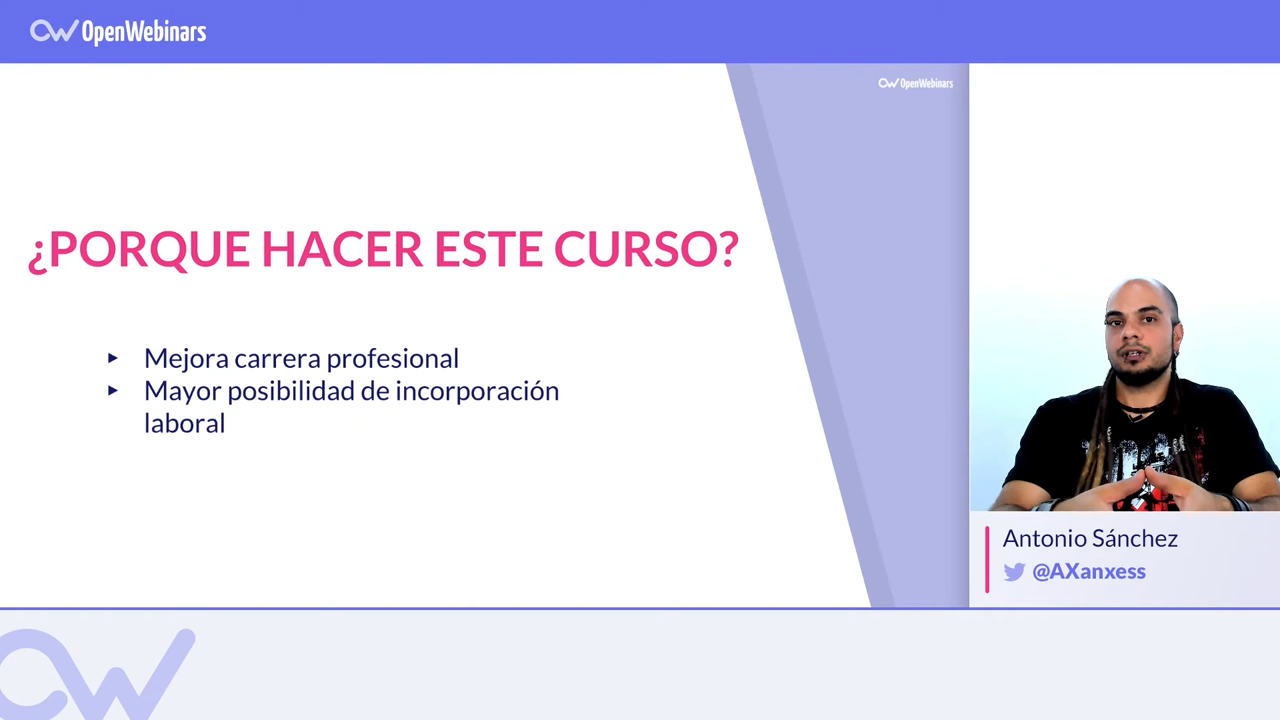 OpenWebinars
OpenWebinars
¿PORQUE HACER ESTE CURSO?
Mejora carrera profesional
Mayor posibilidad de incorporación
laboral
Antonio Sánchez
@AXanxess